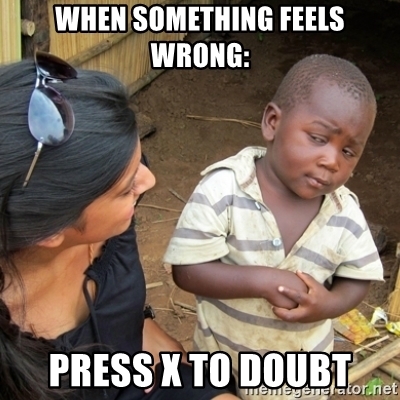 WHEN SOMETHING FEELS
WRONG:
PRESS X TO DOUBT
memegenerator.net